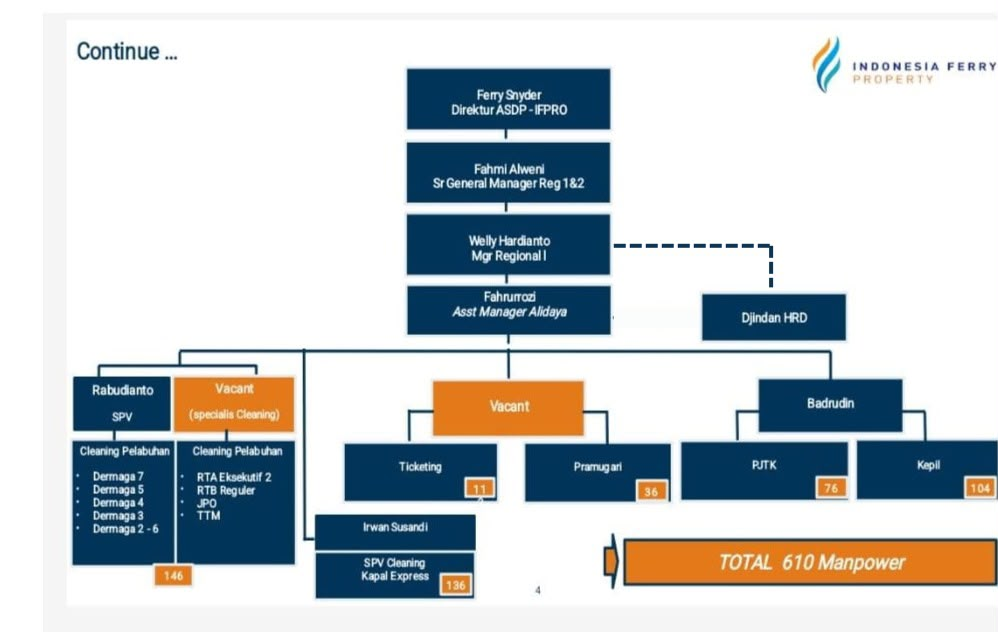 Continue ...
INDONESIA FERRY
PROPERTY
Ferry Snyder
Direktur ASDP - IFPRO
Fahmi Alweni
Sr General Manager Reg 1&2
Welly Hardianto
Mgr Regional I
Fahrurrozi
Asst Manager Alidaya
Djindan HRD
Rabudianto
SPV
Vacant
(specialis Cleaning)
Cleaning Pelabuhan
• Dermaga 7
• Dermaga 5
• Dermaga 4
• Dermaga 3
• Dermaga 2 - 6
Cleaning Pelabuhan
• RTA Eksekutif 2
• RTB Reguler
• JPO
• TTM
146
Irwan Susandi
SPV Cleaning
Kapal Express
136
Vacant
Ticketing
11
Pramugari
36
Badrudin
PJTK
76
Kepil
104
TOTAL 610 Manpower
4